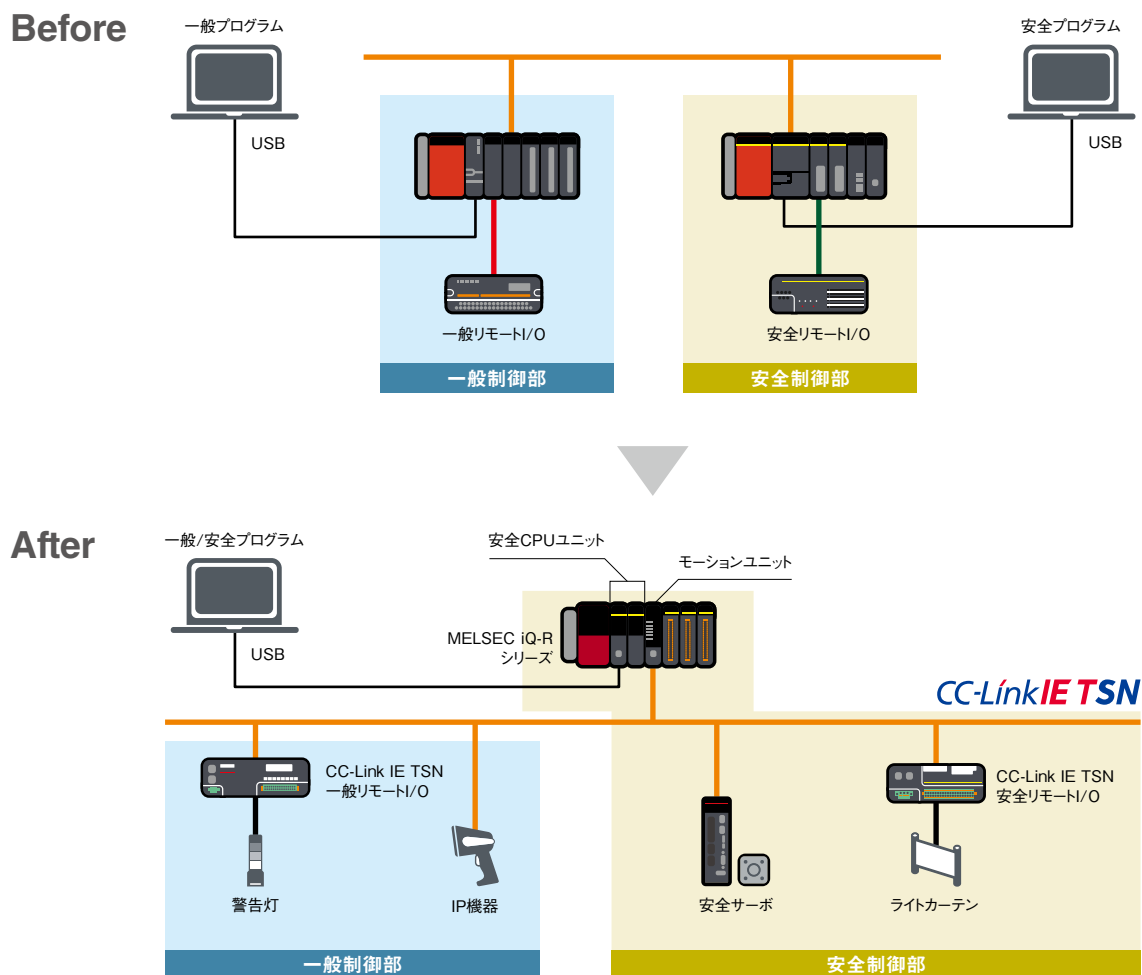 Before
一般プログラム
安全プログラム
USB
USB
一般リモートI/O
安全リモートI/O
一般制御部
安全制御部
After
一般/安全プログラム
安全CPUユニット
モーションユニット
MELSEC iQ-R
シリーズ
USB
CC-Link IE TSN
CC-Link IE TSN
一般リモートI/O
CC-Link IE TSN
安全リモートI/O
警告灯
IP機器
安全サーボ
ライトカーテン
一般制御部
安全制御部